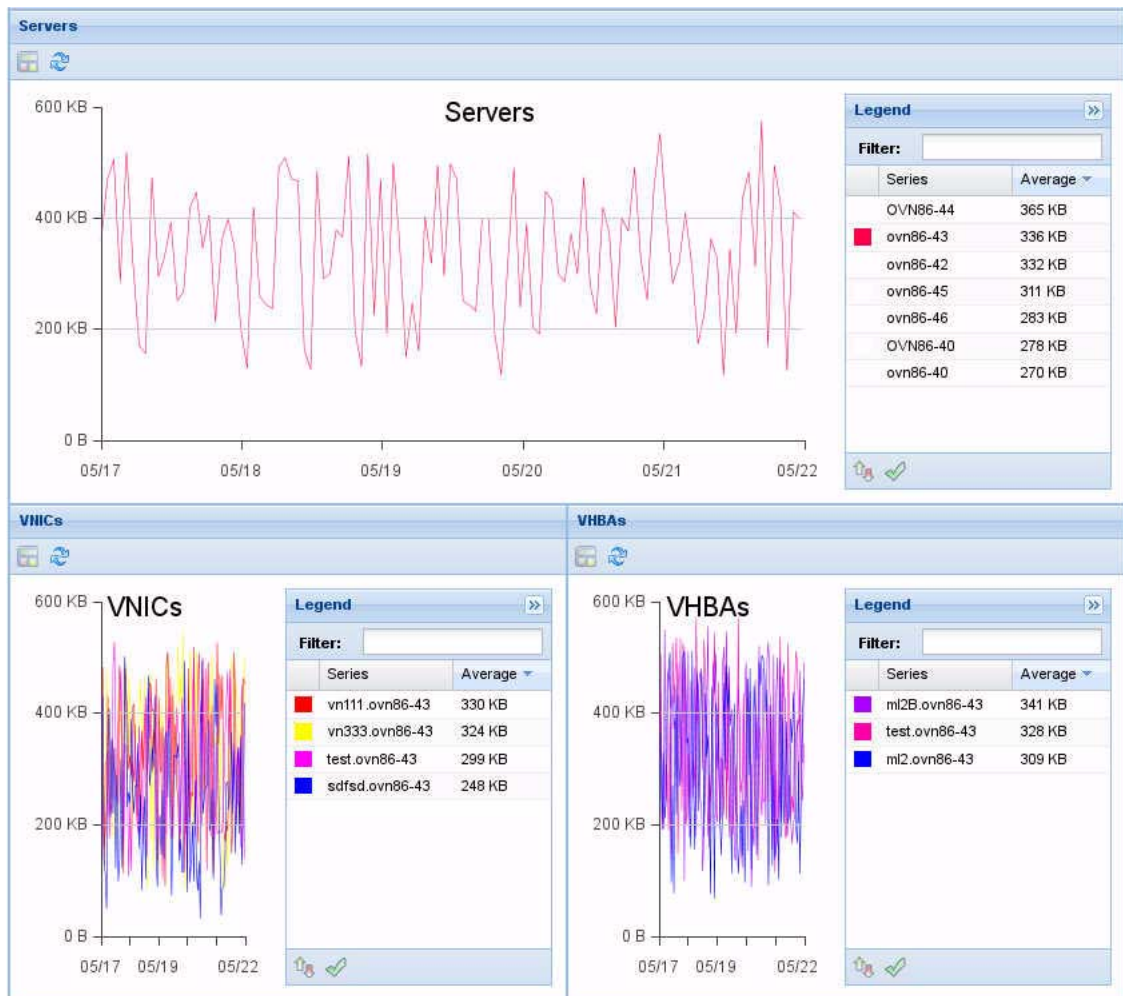 Servers
Servers
600 KB
400 KB
200 KB
0 B
05/17 05/18 05/19 05/20 05/21 05/22
Legend
Filter:
Series Average
OVN86-44 365 KB
ovn86-43 336 KB
ovn86-42 332 KB
ovn86-45 311 KB
ovn86-46 283 KB
OVN86-40 278 KB
ovn86-40 270 KB
VNICs
VNICs
600 KB
400 KB
200 KB
0 B
05/17 05/19 05/22
Legend
Filter:
Series Average
vn111.ovn86-43 330 KB
vn333.ovn86-43 324 KB
test.ovn86-43 299 KB
sdfsd.ovn86-43 248 KB
VHBAs
VHBAs
600 KB
400 KB
200 KB
0 B
05/17 05/19 05/22
Legend
Filter:
Series Average
ml2B.ovn86-43 341 KB
test.ovn86-43 328 KB
ml2.ovn86-43 309 KB